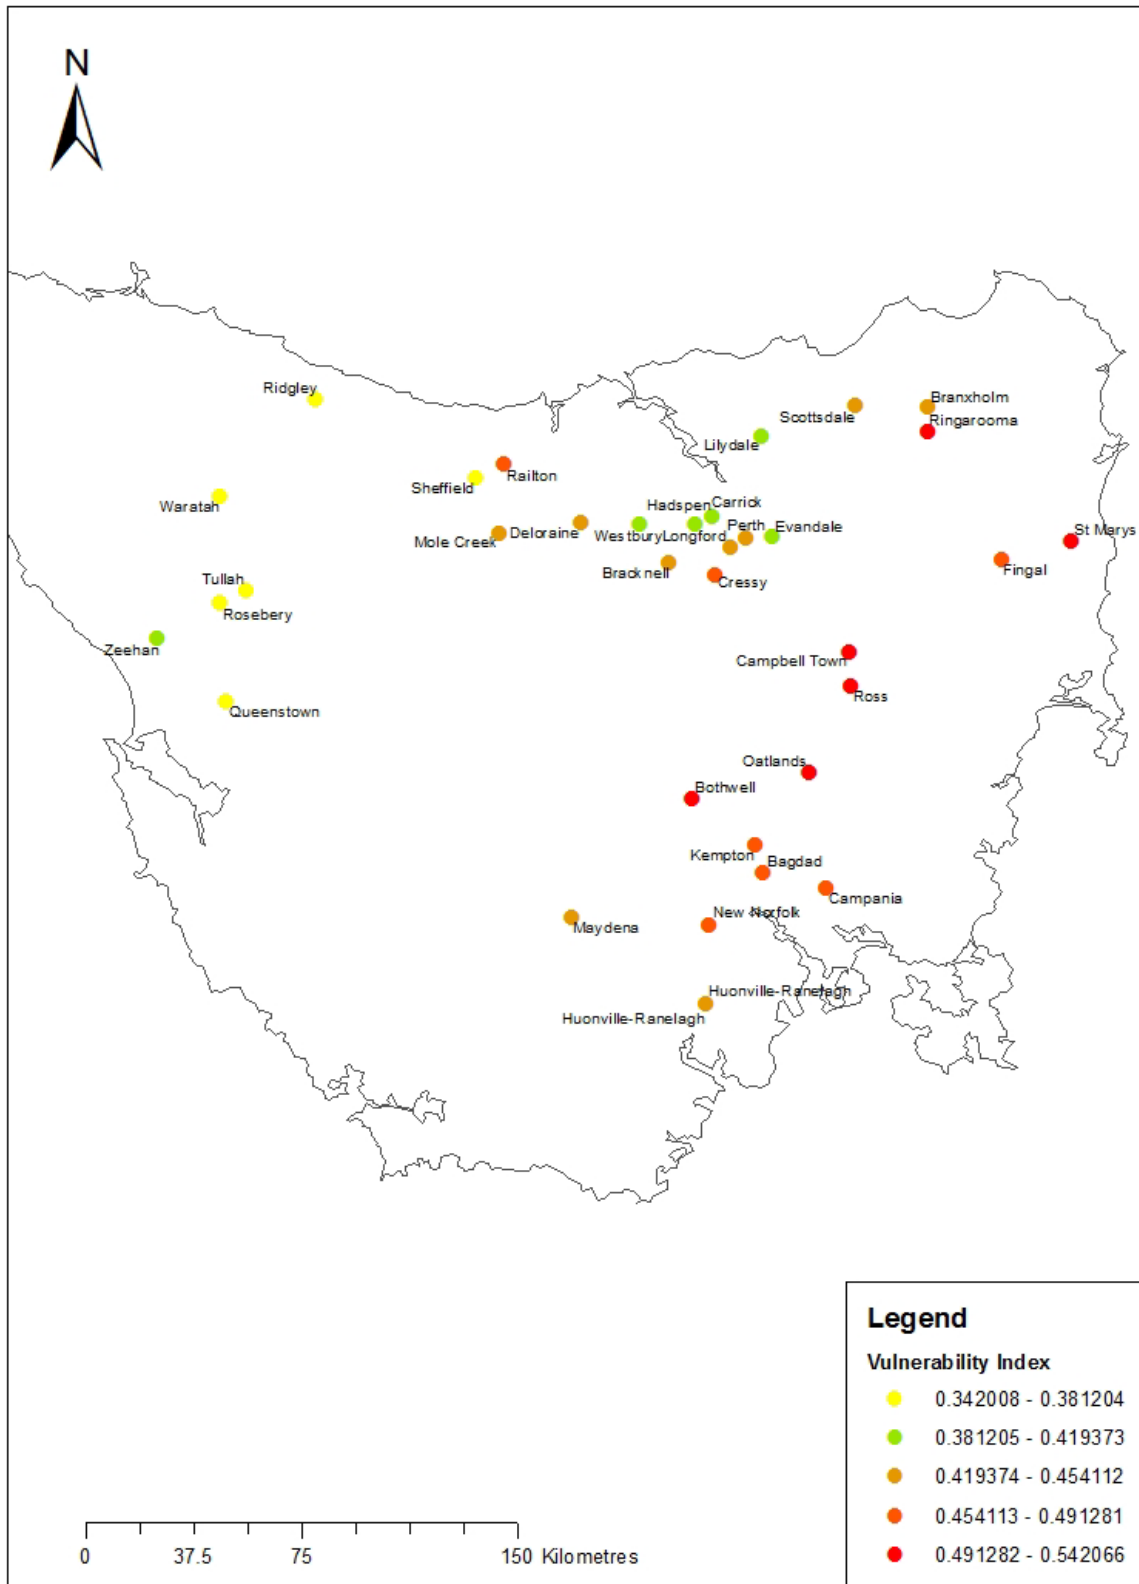 N
Ridgley
Branxholm
Scottsdale
Ringarooma
Lilydale
Railton
Sheffield
Waratah
Hadspen
Carrick
Mole Creek
Deloraine
Westbury
Longford
Perth
Evandale
St Marys
Bracknell
Cressy
Fingal
Tullah
Rosebery
Zeehan
Campbell Town
Ross
Queenstown
Oatlands
Bothwell
Kempton
Bagdad
Campania
New Norfolk
Maydena
Huonville-Ranelagh
Huonville-Ranelagh
Legend
Vulnerability Index
0.342008 - 0.381204
0.381205 - 0.419373
0.419374 - 0.454112
0.454113 - 0.491281
0.491282 - 0.542066
0 37.5 75 150 Kilometres